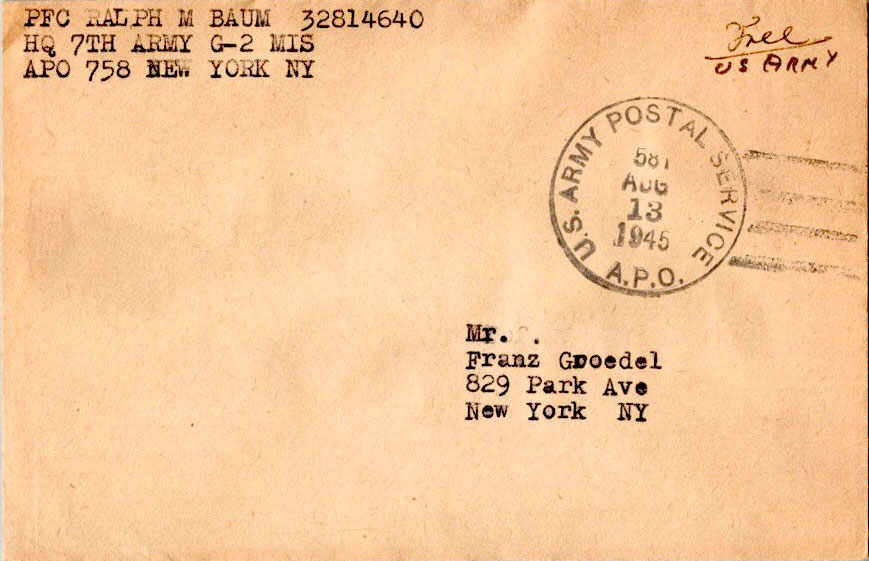 PFC RALPH M BAUM 32814640
HQ 7TH ARMY G-2 MIS
APO 758 NEW YORK NY
Free
US ARMY
U.S. ARMY POSTAL SERVICE
AUG
13
1945
A.P.O.
Mr.
Franz Groedel
829 Park Ave
New York NY